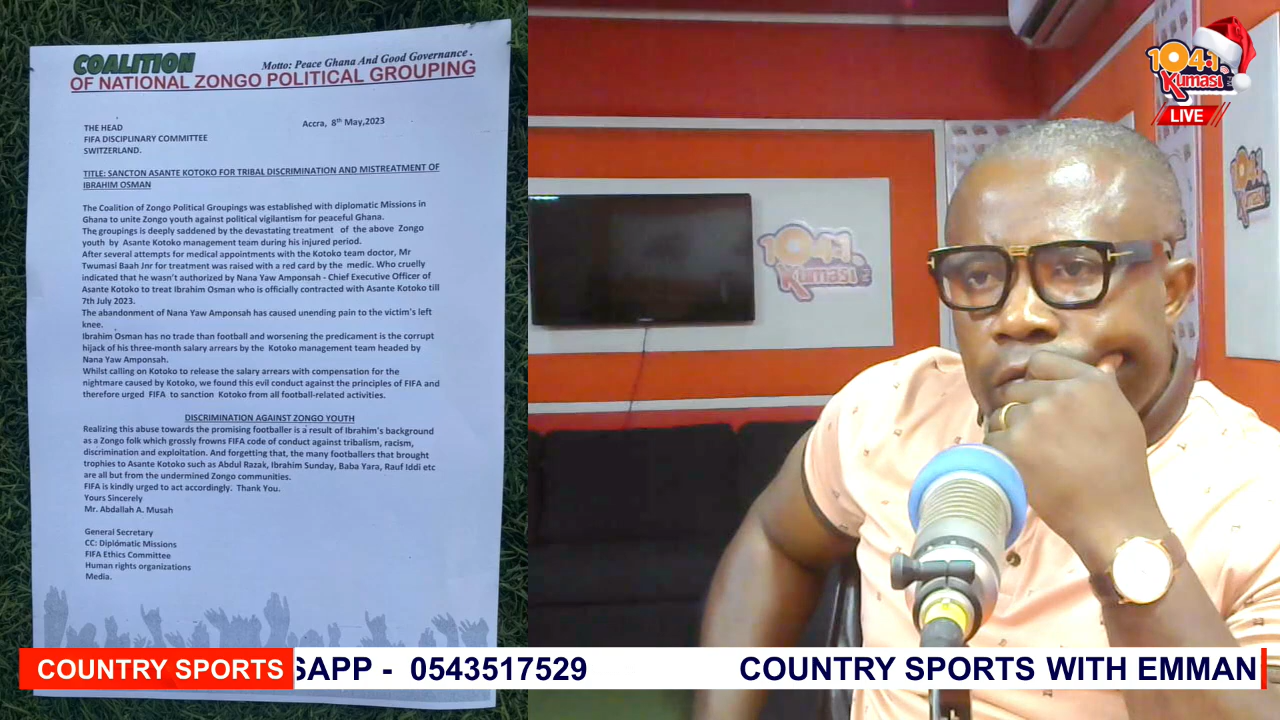 COALITION
Motto: Peace Ghana And Good Governance .
OF NATIONAL ZONGO POLITICAL GROUPING
Accra, 8th May,2023
THE HEAD
FIFA DISCIPLINARY COMMITTEE
SWITZERLAND.
TITLE: SANCTON ASANTE KOTOKO FOR TRIBAL DISCRIMINATION AND MISTREATMENT OF
IBRAHIM OSMAN
The Coalition of Zongo Political Groupings was established with diplomatic Missions in
Ghana to unite Zongo youth against political vigilantism for peaceful Ghana.
The groupings is deeply saddened by the devastating treatment of the above Zongo
youth by Asante Kotoko management team during his injured period.
After several attempts for medical appointments with the Kotoko team doctor, Mr
Twumasi Baah Jnr for treatment was raised with a red card by the medic. Who cruelly
indicated that he wasn't authorized by Nana Yaw Amponsah - Chief Executive Officer of
Asante Kotoko to treat Ibrahim Osman who is officially contracted with Asante Kotoko till
7th July 2023.
The abandonment of Nana Yaw Amponsah has caused unending pain to the victim's left
knee.
Ibrahim Osman has no trade than football and worsening the predicament is the corrupt
hijack of his three-month salary arrears by the Kotoko management team headed by
Nana Yaw Amponsah.
Whilst calling on Kotoko to release the salary arrears with compensation for the
nightmare caused by Kotoko, we found this evil conduct against the principles of FIFA and
therefore urged FIFA to sanction Kotoko from all football-related activities.
DISCRIMINATION AGAINST ZONGO YOUTH
Realizing this abuse towards the promising footballer is a result of Ibrahim's background
as a Zongo folk which grossly frowns FIFA code of conduct against tribalism, racism,
discrimination and exploitation. And forgetting that, the many footballers that brought
trophies to Asante Kotoko such as Abdul Razak, Ibrahim Sunday, Baba Yara, Rauf Iddi etc
are all but from the undermined Zongo communities.
FIFA is kindly urged to act accordingly. Thank You.
Yours Sincerely
Mr. Abdallah A. Musah
General Secretary
CC: Diplomatic Missions
FIFA Ethics Committee
Human rights organizations
Media.
104.1
Kumasi FM
LIVE
104.1
Kumasi FM
104.1
Kumasi
COUNTRY SPORTS
SAPP - 0543517529
COUNTRY SPORTS WITH EMMAN